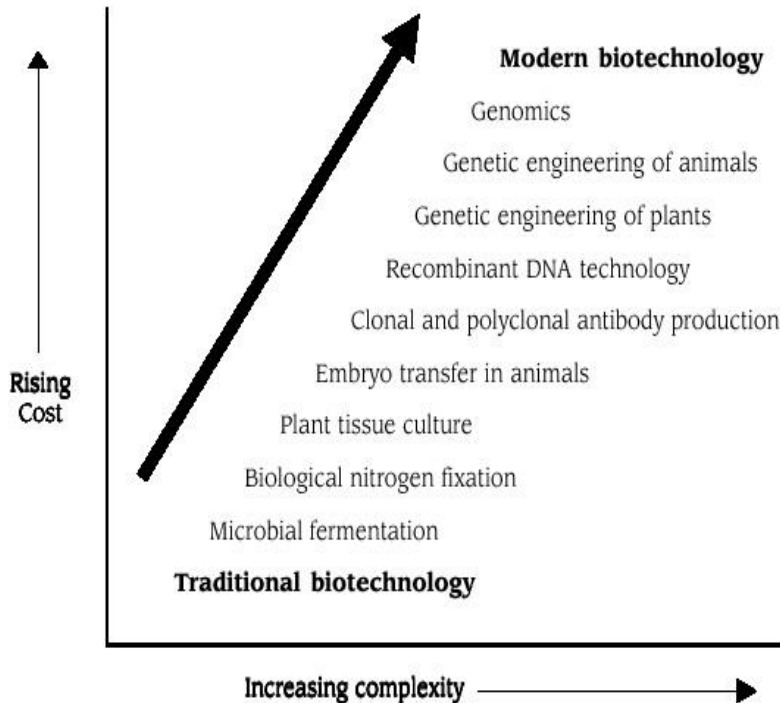 Modern biotechnology
Genomics
Genetic engineering of animals
Genetic engineering of plants
Recombinant DNA technology
Clonal and polyclonal antibody production
Embryo transfer in animals
Plant tissue culture
Biological nitrogen fixation
Microbial fermentation
Traditional biotechnology
Rising
Cost
Increasing complexity